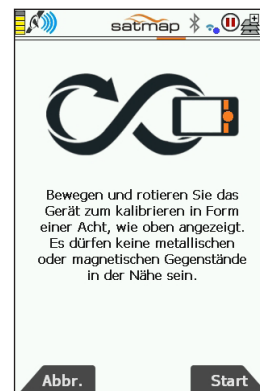 satmap
Bewegen und rotieren Sie das
Gerät zum kalibrieren in Form
einer Acht, wie oben angezeigt.
Es dürfen keine metallischen
oder magnetischen Gegenstände
in der Nähe sein.
Abbr. Start